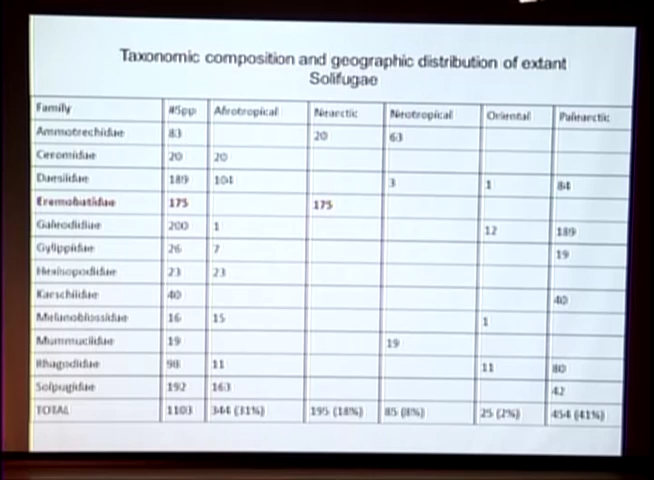 Taxonomic composition and geographic distribution of extant
Solifugae
Family #Spp Afrotropical Nearctic Neotropical Oriental Palearctic
Ammotrechidae 83 20 63
Ceromidae 20 20
Daesiidae 189 104 3 1 84
Eremobatidae 175 175
Galeodidae 200 1 12 189
Gylippidae 26 7 19
Hexisopodidae 23 23
Karschiidae 40 40
Melanoblossidae 16 15 1
Mummuciidae 19 19
Rhagodidae 98 11 11 80
Solpugidae 192 163 42
TOTAL 1103 344 (31%) 195 (18%) 85 (8%) 25 (2%) 454 (41%)